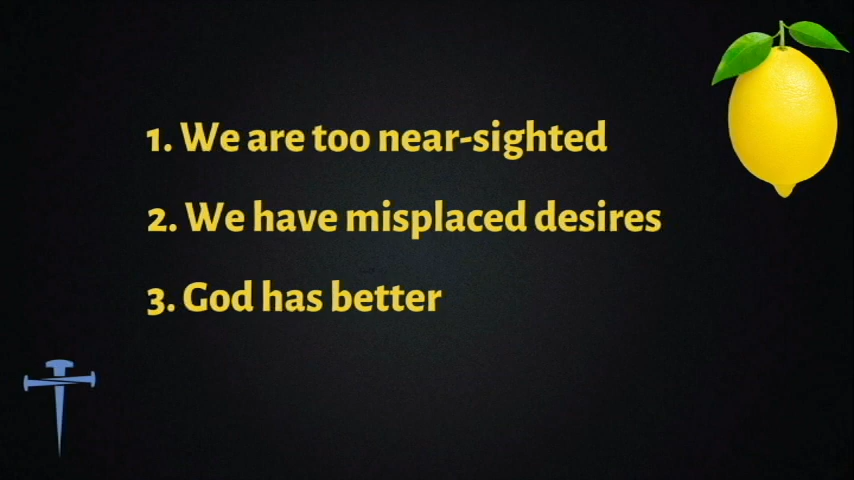 1. We are too near-sighted
2. We have misplaced desires
3. God has better